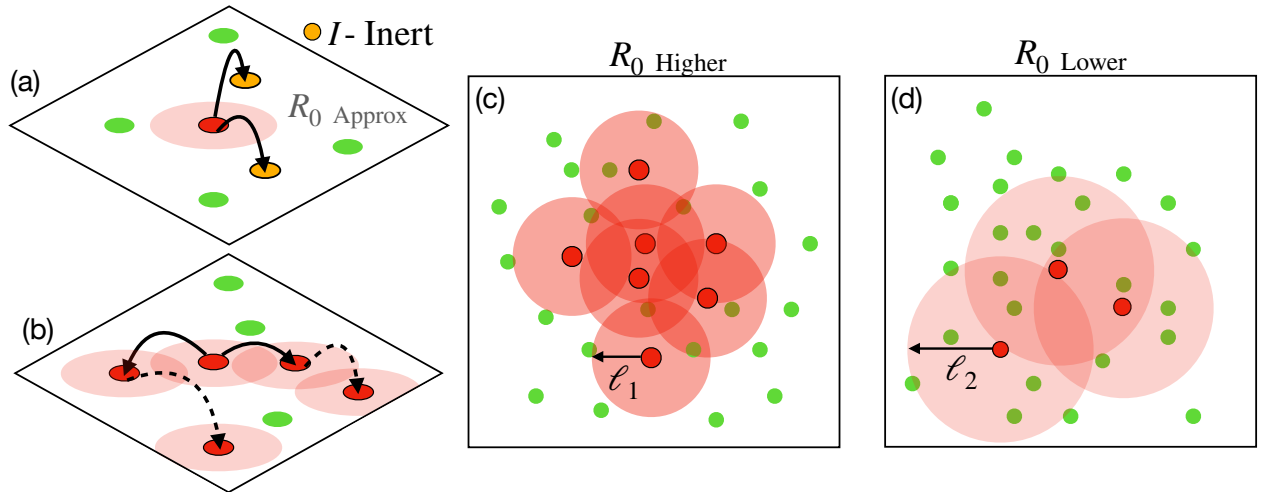 (a)
I - Inert
R₀ Approx
(b)
R₀ Higher
(c)
ℓ₁
R₀ Lower
(d)
ℓ₂